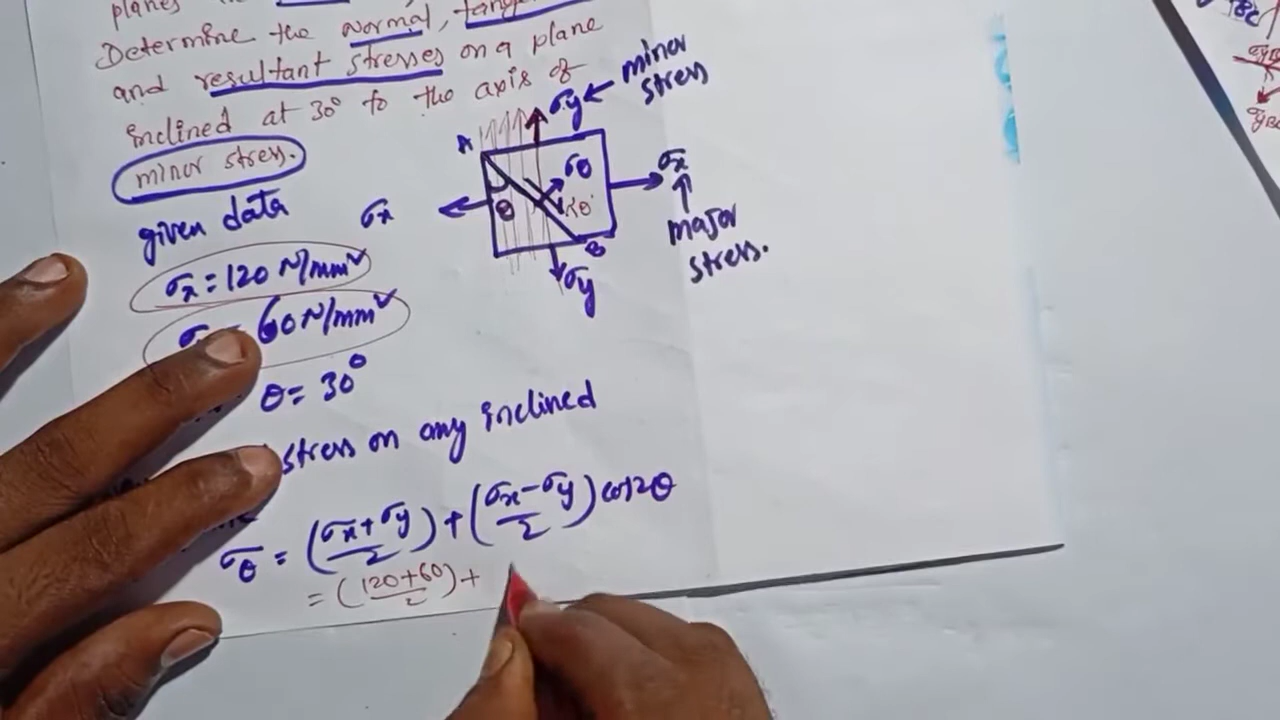 planes
Determine the normal,
and resultant stresses on a plane
inclined at 30° to the axis of
minor stress.
given data
σx = 120 N/mm²
60 N/mm²
θ = 30°
stress on any inclined
σθ = (σx + σy / 2) + (σx - σy / 2) cos2θ
= (120+60 / 2) +
A
σy ← minor
stress
σθ
σx
θ
σx
major
stress.
B
σy